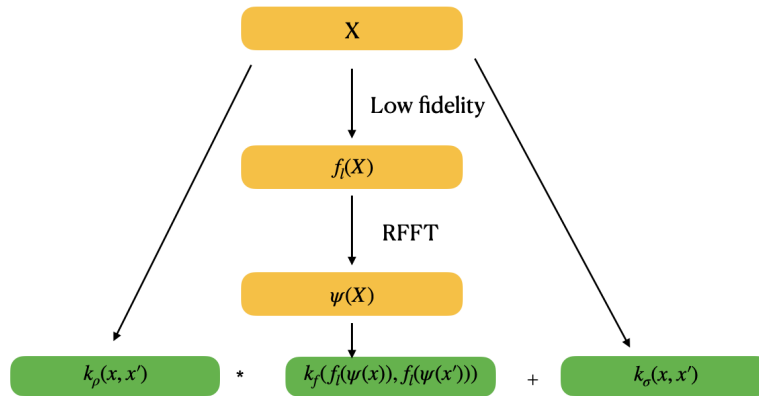 X
Low fidelity
f_l(X)
RFFT
ψ(X)
k_ρ(x, x′) * k_f(f_l(ψ(x)), f_l(ψ(x′))) + k_σ(x, x′)